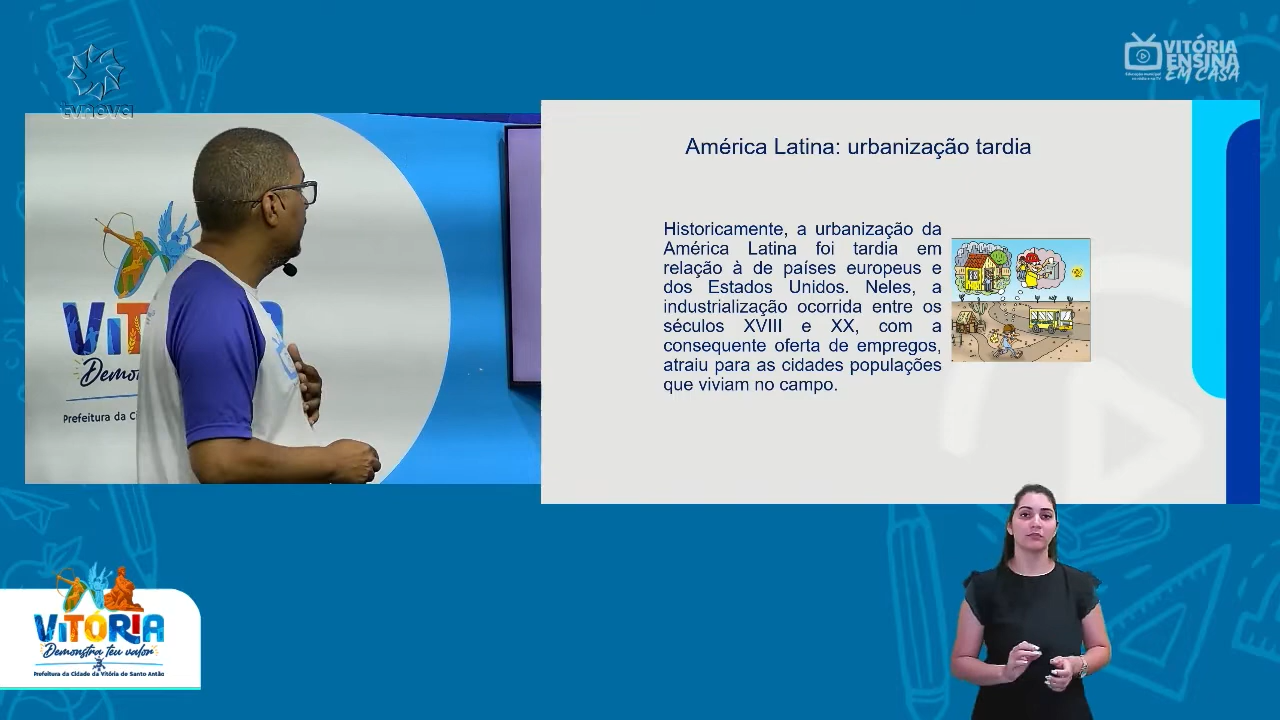 tvnova
VITÓRIA
ENSINA
EM CASA
América Latina: urbanização tardia
Historicamente, a urbanização da
América Latina foi tardia em
relação à de países europeus e
dos Estados Unidos. Neles, a
industrialização ocorrida entre os
séculos XVIII e XX, com a
consequente oferta de empregos,
atraiu para as cidades populações
que viviam no campo.
ViT
Demon
Prefeitura da Ci
ViTÓRiA
Demonstra teu valor
Prefeitura da Cidade da Vitória de Santo Antão